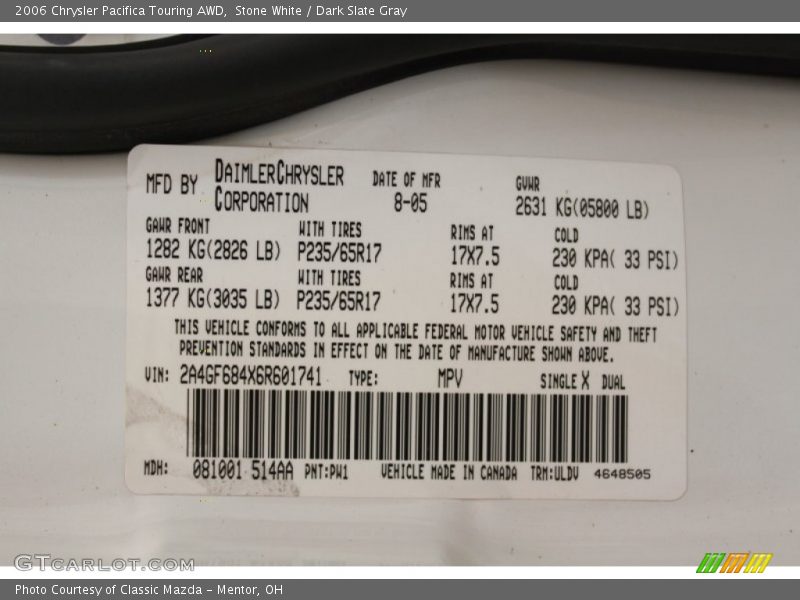 2006 Chrysler Pacifica Touring AWD,  Stone White / Dark Slate Gray
MFD BY DAIMLERCHRYSLER CORPORATION DATE OF MFR 8-05 GVWR 2631 KG(05800 LB)
GAWR FRONT WITH TIRES RIMS AT COLD
1282 KG(2826 LB) P235/65R17 17X7.5 230 KPA( 33 PSI)
GAWR REAR WITH TIRES RIMS AT COLD
1377 KG(3035 LB) P235/65R17 17X7.5 230 KPA( 33 PSI)
THIS VEHICLE CONFORMS TO ALL APPLICABLE FEDERAL MOTOR VEHICLE SAFETY AND THEFT
PREVENTION STANDARDS IN EFFECT ON THE DATE OF MANUFACTURE SHOWN ABOVE.
VIN: 2A4GF684X6R601741 TYPE: MPV SINGLE X DUAL
MDH: 081001 514AA PNT:PW1 VEHICLE MADE IN CANADA TRM:ULDV 4648505
GTcarlot.com
Photo Courtesy of Classic Mazda - Mentor, OH